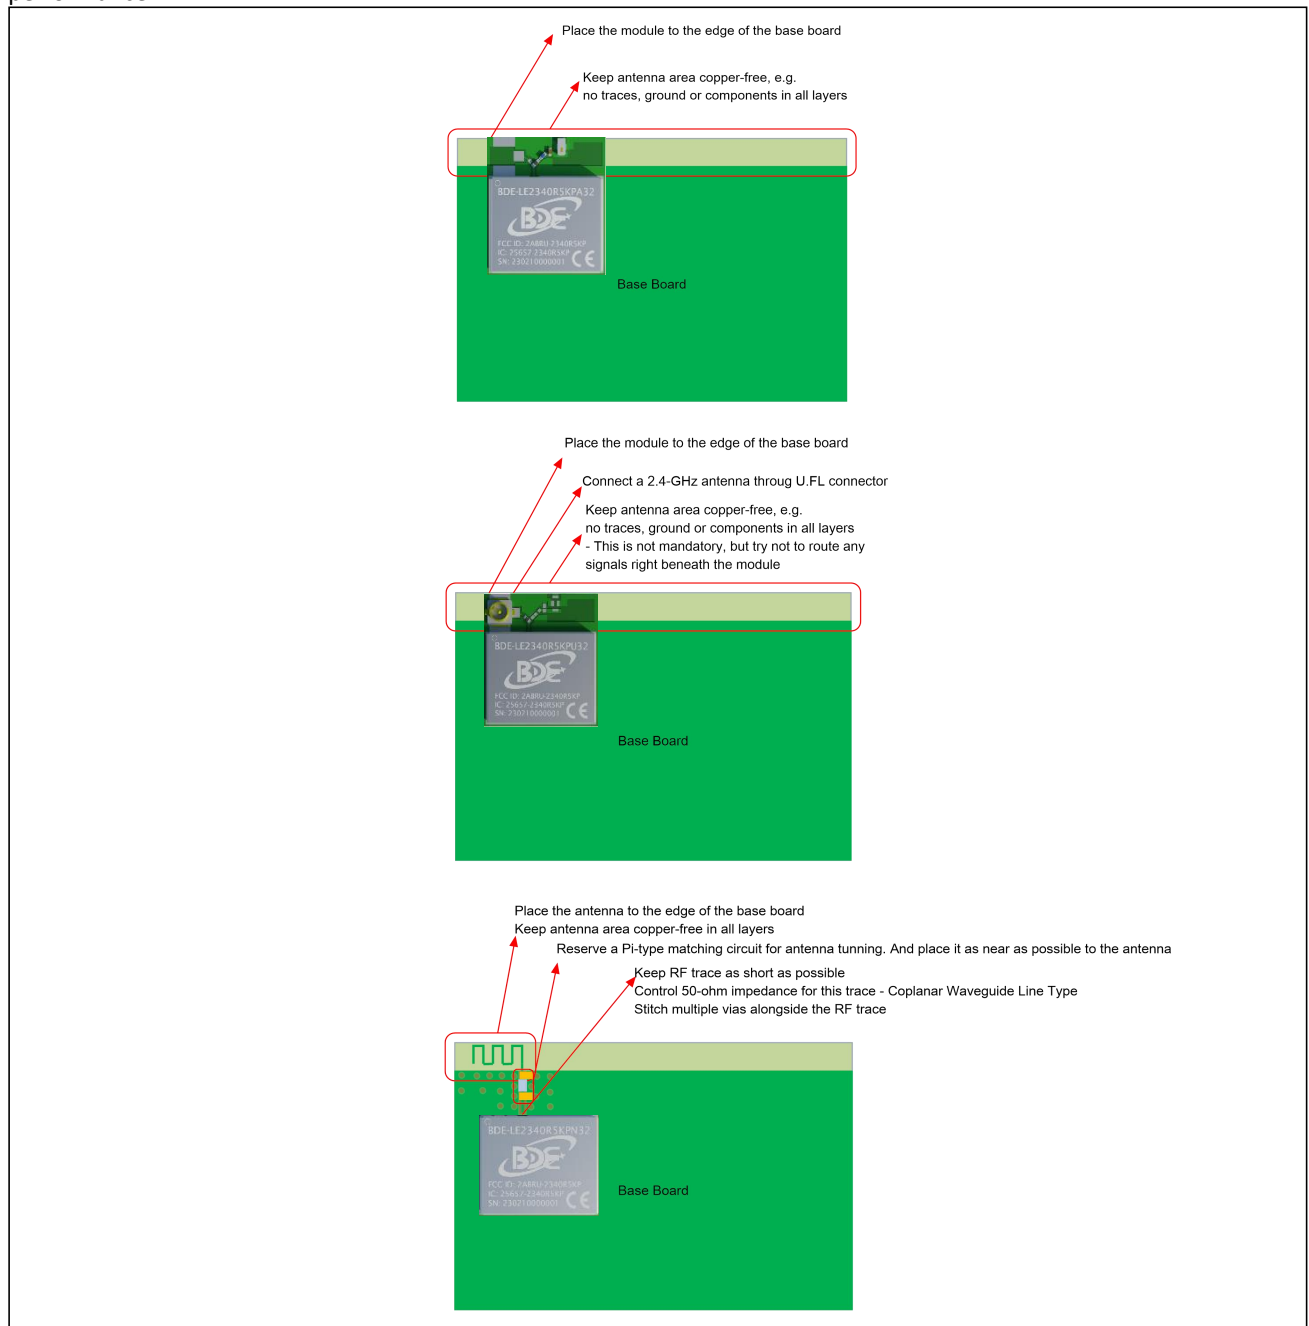 Place the module to the edge of the base board
Keep antenna area copper-free, e.g.
no traces, ground or components in all layers
BDE-LE2340R5KPA32
BDE
FCC ID: 2ABRU-2340R5KP
IC: 25657-2340R5KP
SN: 230210000001 CE
Base Board
Place the module to the edge of the base board
Connect a 2.4-GHz antenna throug U.FL connector
Keep antenna area copper-free, e.g.
no traces, ground or components in all layers
- This is not mandatory, but try not to route any
signals right beneath the module
BDE-LE2340R5KPU32
BDE
FCC ID: 2ABRU-2340R5KP
IC: 25657-2340R5KP
SN: 230210000001 CE
Base Board
Place the antenna to the edge of the base board
Keep antenna area copper-free in all layers
Reserve a Pi-type matching circuit for antenna tunning. And place it as near as possible to the antenna
Keep RF trace as short as possible
Control 50-ohm impedance for this trace - Coplanar Waveguide Line Type
Stitch multiple vias alongside the RF trace
BDE-LE2340R5KPN32
BDE
FCC ID: 2ABRU-2340R5KP
IC: 25657-2340R5KP
SN: 230210000001 CE
Base Board